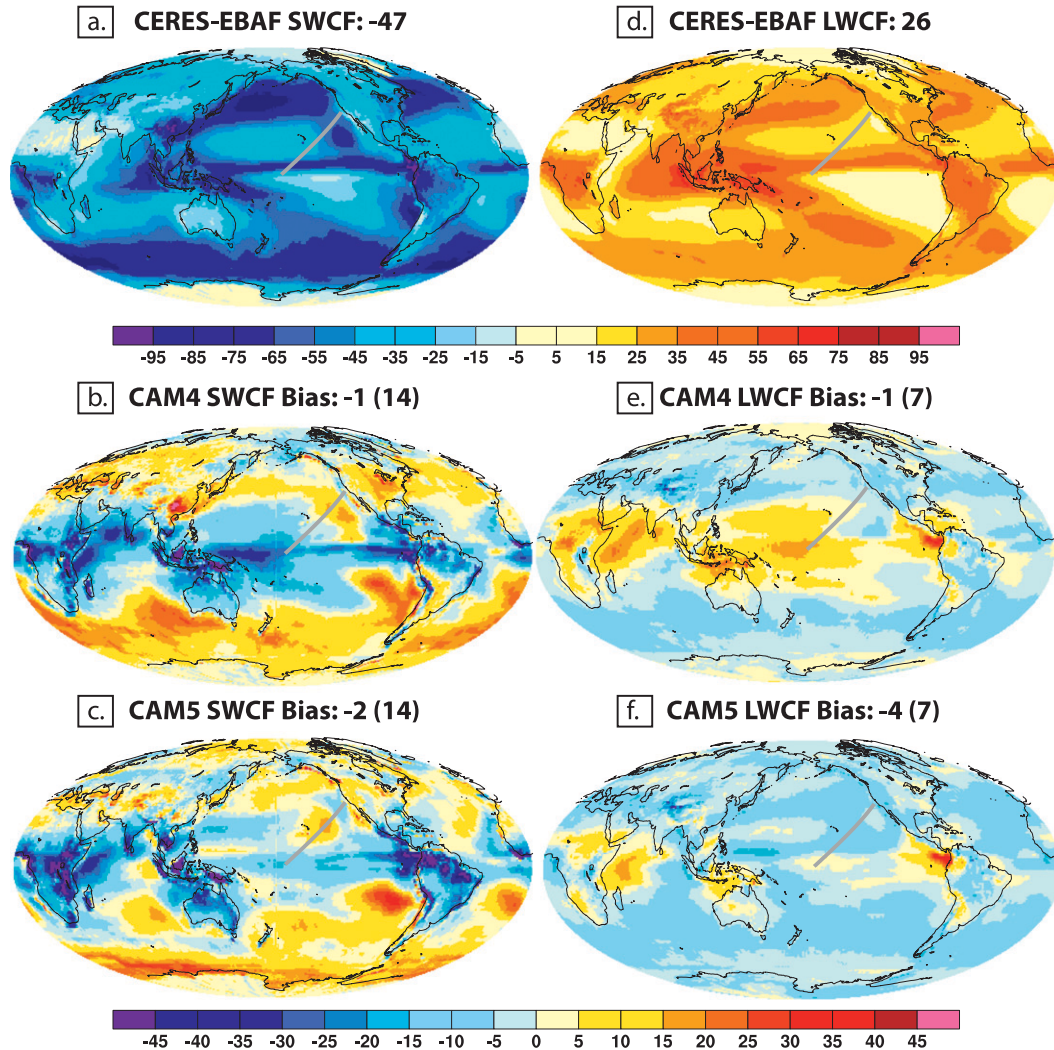 a. CERES-EBAF SWCF: -47
d. CERES-EBAF LWCF: 26
-95 -85 -75 -65 -55 -45 -35 -25 -15 -5 5 15 25 35 45 55 65 75 85 95
b. CAM4 SWCF Bias: -1 (14)
e. CAM4 LWCF Bias: -1 (7)
c. CAM5 SWCF Bias: -2 (14)
f. CAM5 LWCF Bias: -4 (7)
-45 -40 -35 -30 -25 -20 -15 -10 -5 0 5 10 15 20 25 30 35 40 45